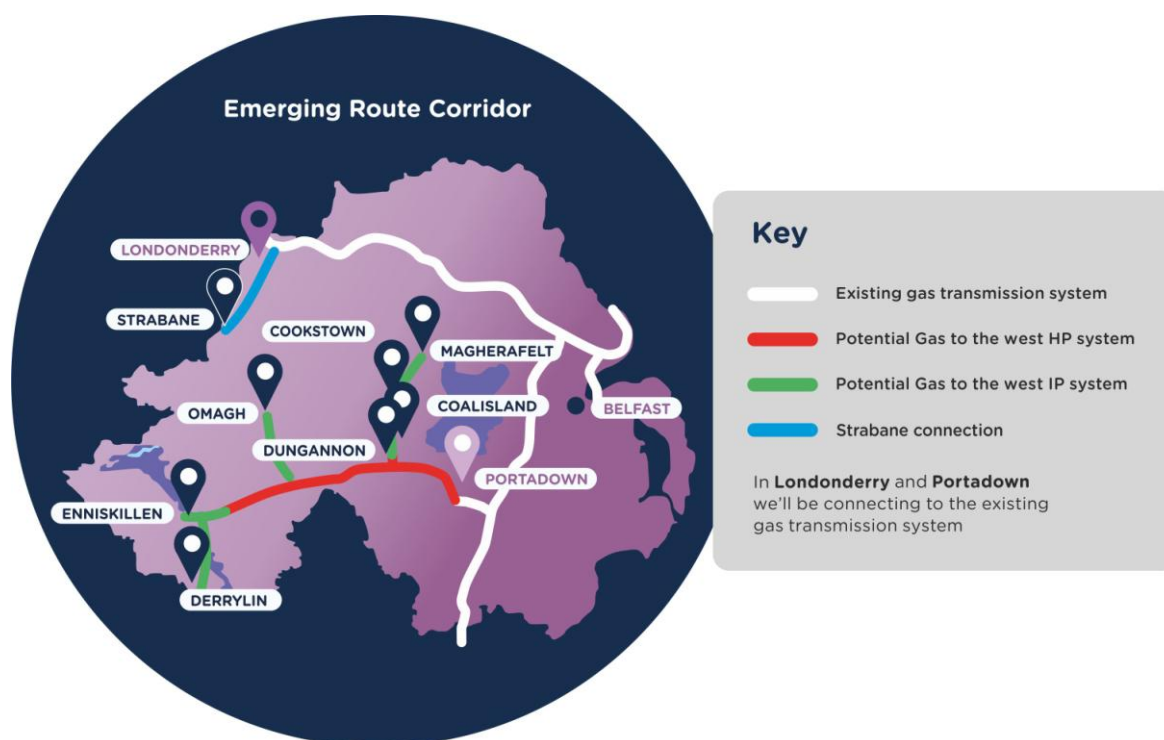 Emerging Route Corridor
LONDONDERRY
STRABANE
COOKSTOWN
MAGHERAFELT
OMAGH
COALISLAND
BELFAST
DUNGANNON
PORTADOWN
ENNISKILLEN
DERRYLIN
Key
Existing gas transmission system
Potential Gas to the west HP system
Potential Gas to the west IP system
Strabane connection
In Londonderry and Portadown
we'll be connecting to the existing
gas transmission system